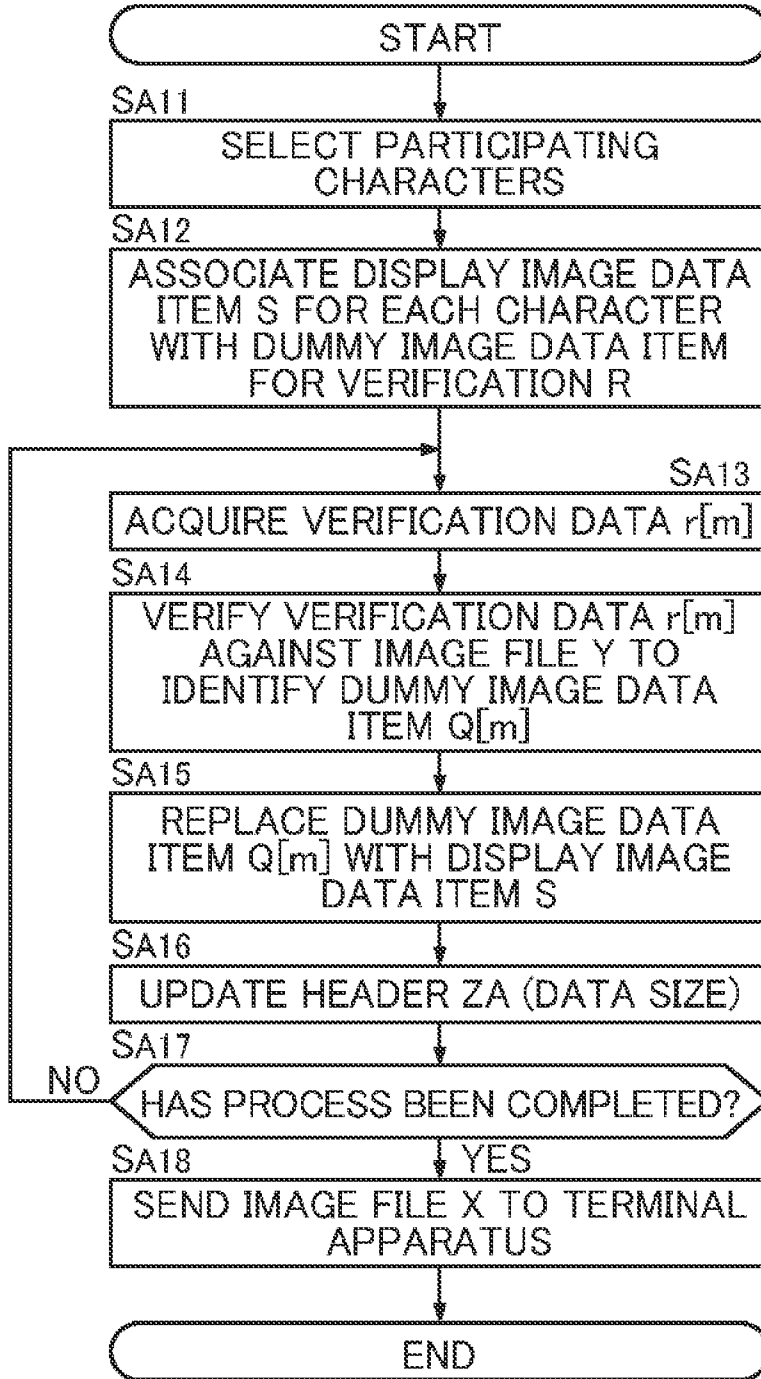 START
SA11
SELECT PARTICIPATING
CHARACTERS
SA12
ASSOCIATE DISPLAY IMAGE DATA
ITEM S FOR EACH CHARACTER
WITH DUMMY IMAGE DATA ITEM
FOR VERIFICATION R
SA13
ACQUIRE VERIFICATION DATA r[m]
SA14
VERIFY VERIFICATION DATA r[m]
AGAINST IMAGE FILE Y TO
IDENTIFY DUMMY IMAGE DATA
ITEM Q[m]
SA15
REPLACE DUMMY IMAGE DATA
ITEM Q[m] WITH DISPLAY IMAGE
DATA ITEM S
SA16
UPDATE HEADER ZA (DATA SIZE)
SA17
NO
HAS PROCESS BEEN COMPLETED?
SA18
YES
SEND IMAGE FILE X TO TERMINAL
APPARATUS
END